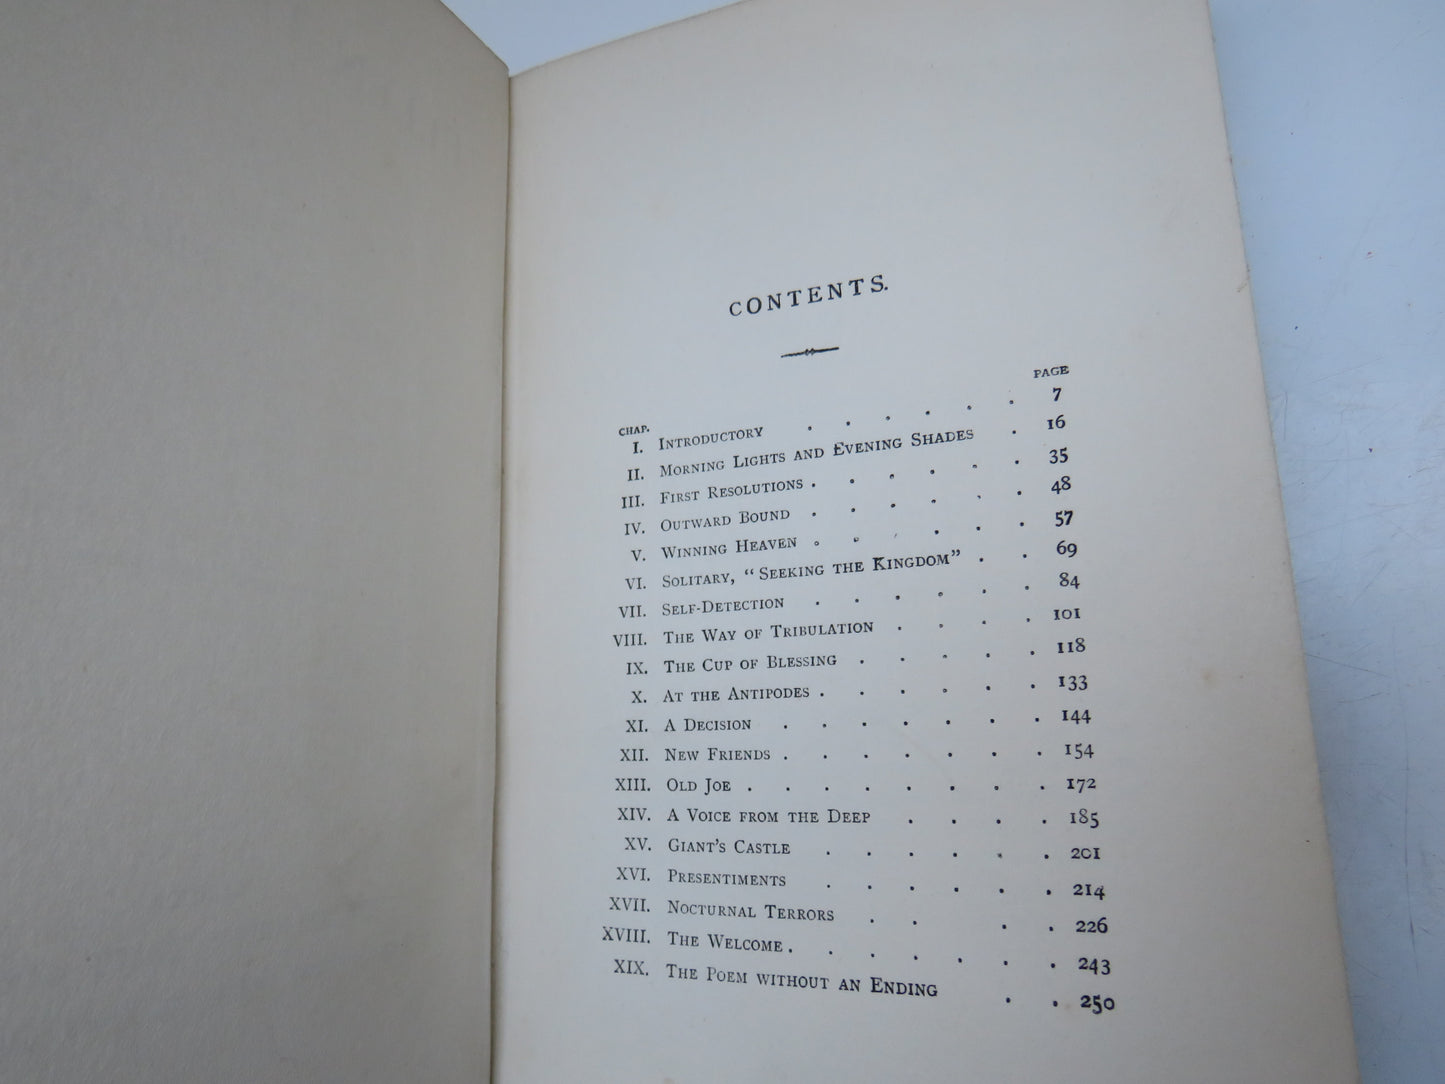 CONTENTS.
CHAP. PAGE
I. INTRODUCTORY . . . . . . 7
II. MORNING LIGHTS AND EVENING SHADES . 16
III. FIRST RESOLUTIONS . . . . . . 35
IV. OUTWARD BOUND . . . . . . 48
V. WINNING HEAVEN . . . . . . 57
VI. SOLITARY, "SEEKING THE KINGDOM" . . 69
VII. SELF-DETECTION . . . . . . 84
VIII. THE WAY OF TRIBULATION . . . . 101
IX. THE CUP OF BLESSING . . . . . 118
X. AT THE ANTIPODES . . . . . . 133
XI. A DECISION . . . . . . . 144
XII. NEW FRIENDS . . . . . . . 154
XIII. OLD JOE . . . . . . . . 172
XIV. A VOICE FROM THE DEEP . . . . 185
XV. GIANT'S CASTLE . . . . . . 201
XVI. PRESENTIMENTS . . . . . . 214
XVII. NOCTURNAL TERRORS . . . . 226
XVIII. THE WELCOME . . . . . . . 243
XIX. THE POEM WITHOUT AN ENDING . . 250